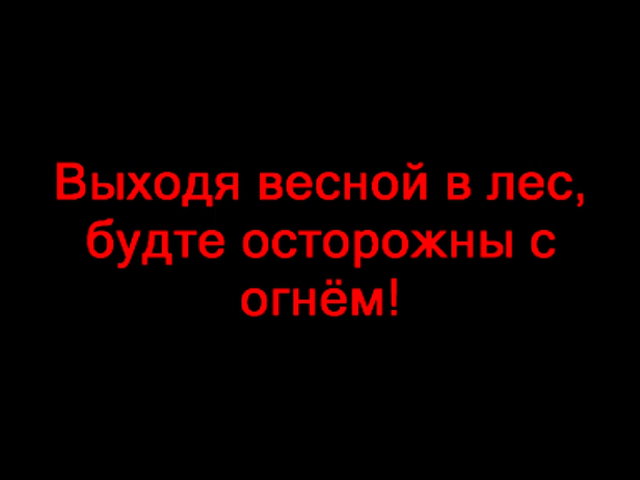 Выходя весной в лес,
будте осторожны с
огнём!